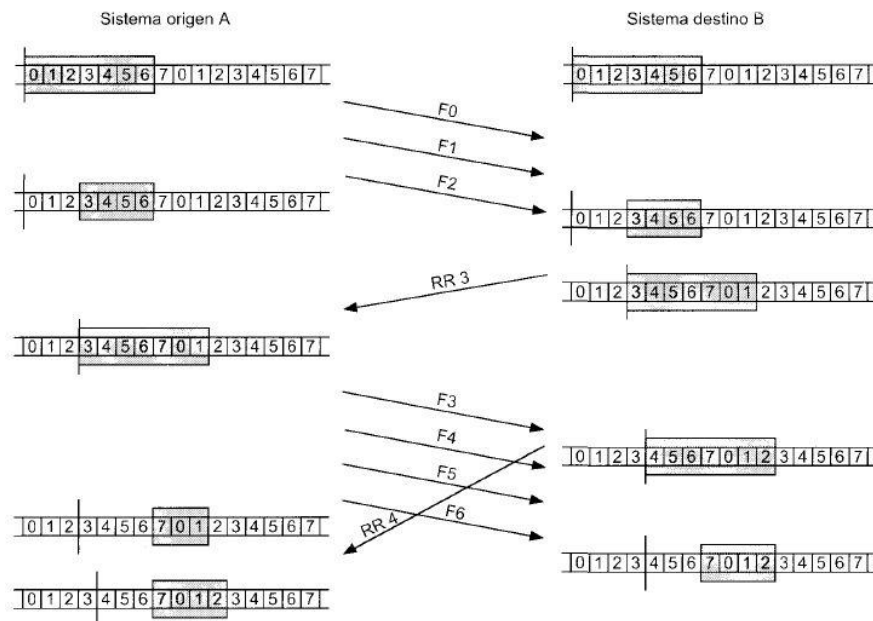 Sistema origen A
Sistema destino B
0 1 2 3 4 5 6 7 0 1 2 3 4 5 6 7
0 1 2 3 4 5 6 7 0 1 2 3 4 5 6 7
F0
F1
F2
0 1 2 3 4 5 6 7 0 1 2 3 4 5 6 7
0 1 2 3 4 5 6 7 0 1 2 3 4 5 6 7
RR 3
0 1 2 3 4 5 6 7 0 1 2 3 4 5 6 7
0 1 2 3 4 5 6 7 0 1 2 3 4 5 6 7
F3
F4
F5
F6
RR 4
0 1 2 3 4 5 6 7 0 1 2 3 4 5 6 7
0 1 2 3 4 5 6 7 0 1 2 3 4 5 6 7
0 1 2 3 4 5 6 7 0 1 2 3 4 5 6 7
0 1 2 3 4 5 6 7 0 1 2 3 4 5 6 7